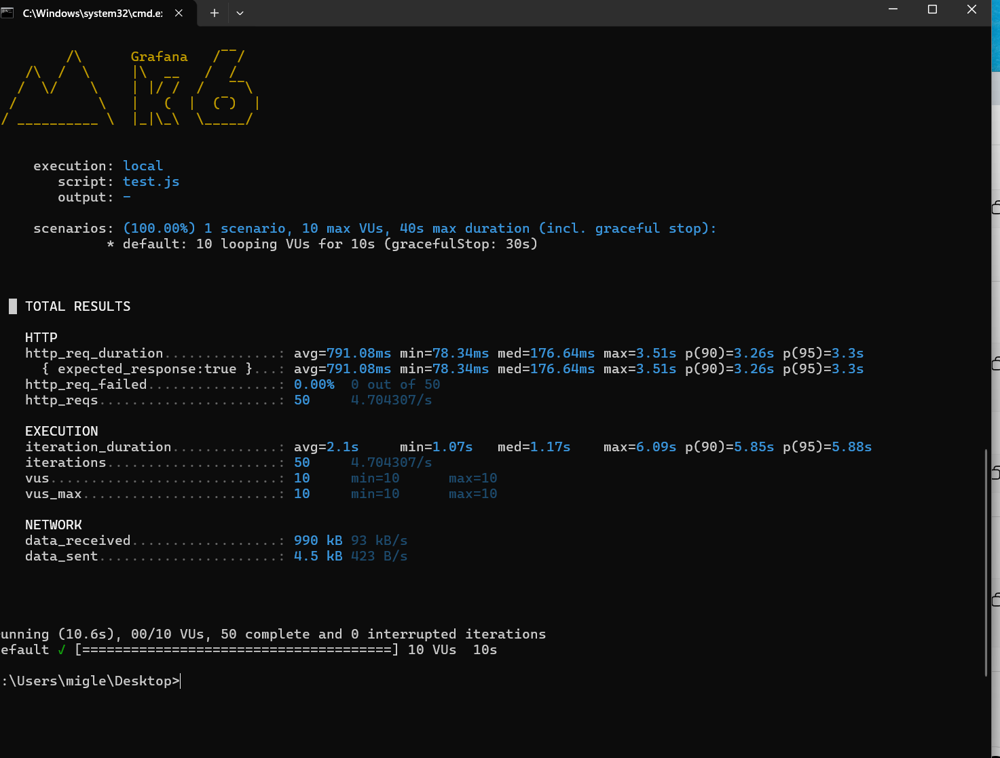 C:\Windows\system32\cmd.e:
Grafana
execution: local
script: test.js
output: -
scenarios: (100.00%) 1 scenario, 10 max VUs, 40s max duration (incl. graceful stop):
* default: 10 looping VUs for 10s (gracefulStop: 30s)
TOTAL RESULTS
HTTP
http_req_duration..............: avg=791.08ms min=78.34ms med=176.64ms max=3.51s p(90)=3.26s p(95)=3.3s
{ expected_response:true }...: avg=791.08ms min=78.34ms med=176.64ms max=3.51s p(90)=3.26s p(95)=3.3s
http_req_failed................: 0.00% 0 out of 50
http_reqs......................: 50 4.704307/s
EXECUTION
iteration_duration.............: avg=2.1s min=1.07s med=1.17s max=6.09s p(90)=5.85s p(95)=5.88s
iterations.....................: 50 4.704307/s
vus............................: 10 min=10 max=10
vus_max........................: 10 min=10 max=10
NETWORK
data_received..................: 990 kB 93 kB/s
data_sent......................: 4.5 kB 423 B/s
unning (10.6s), 00/10 VUs, 50 complete and 0 interrupted iterations
efault ✓ [======================================] 10 VUs 10s
:\Users\migle\Desktop>